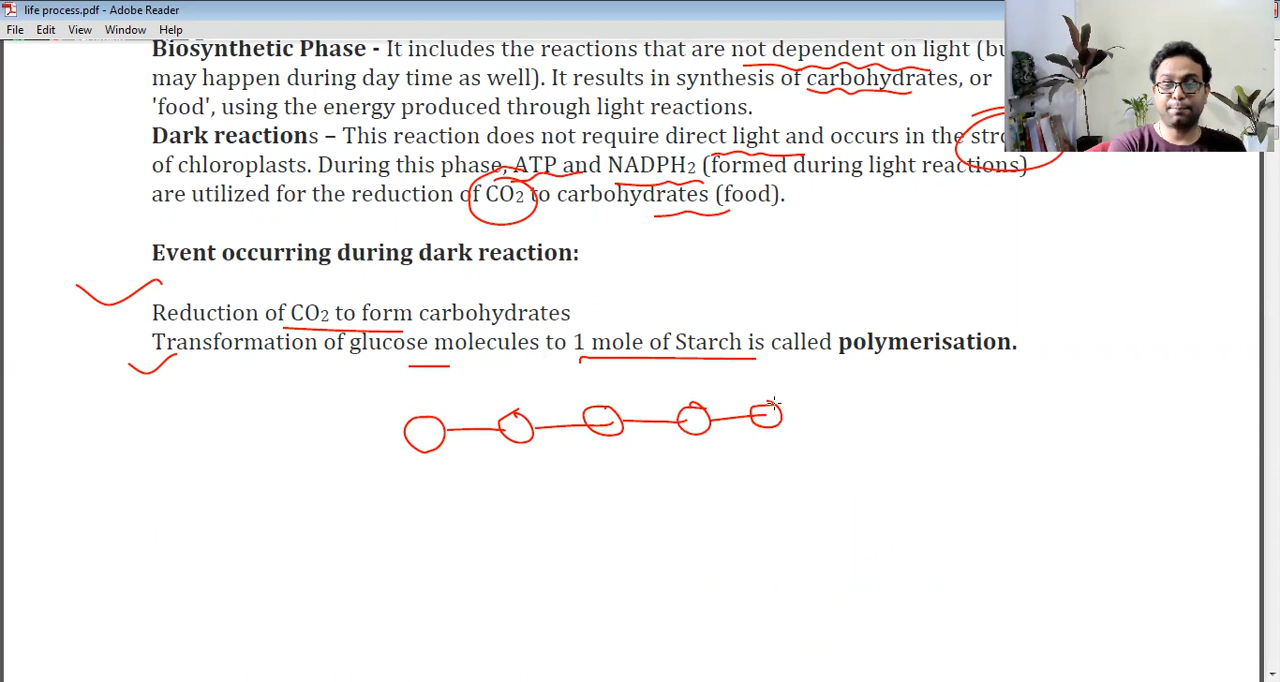 life process.pdf - Adobe Reader
File Edit View Window Help
Biosynthetic Phase - It includes the reactions that are not dependent on light (bu
may happen during day time as well). It results in synthesis of carbohydrates, or
'food', using the energy produced through light reactions.
Dark reactions – This reaction does not require direct light and occurs in the stro
of chloroplasts. During this phase, ATP and NADPH2 (formed during light reactions)
are utilized for the reduction of CO2 to carbohydrates (food).
Event occurring during dark reaction:
Reduction of CO2 to form carbohydrates
Transformation of glucose molecules to 1 mole of Starch is called polymerisation.